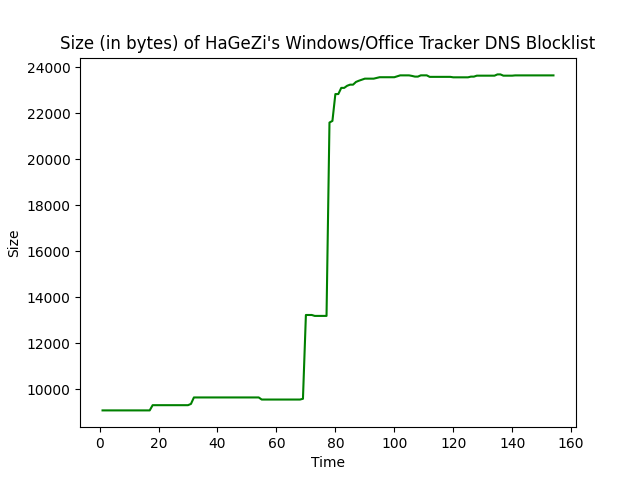 Size (in bytes) of HaGeZi's Windows/Office Tracker DNS Blocklist
24000
22000
20000
18000
16000
14000
12000
10000
Size
0 20 40 60 80 100 120 140 160
Time